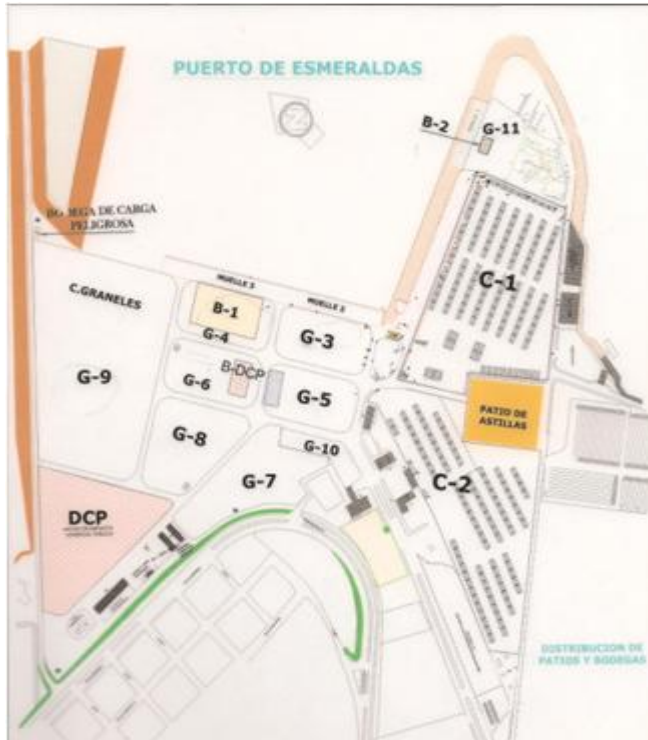 PUERTO DE ESMERALDAS
B-2
G-11
BODEGA DE CARGA
PELIGROSA
C.GRANELES
MUELLE 3
MUELLE 2
B-1
G-4
G-3
C-1
G-9
G-6
B-DCP
G-5
PATIO DE
ASTILLAS
G-8
G-10
G-7
C-2
DCP
DISTRIBUCION DE
PATIOS Y BODEGAS